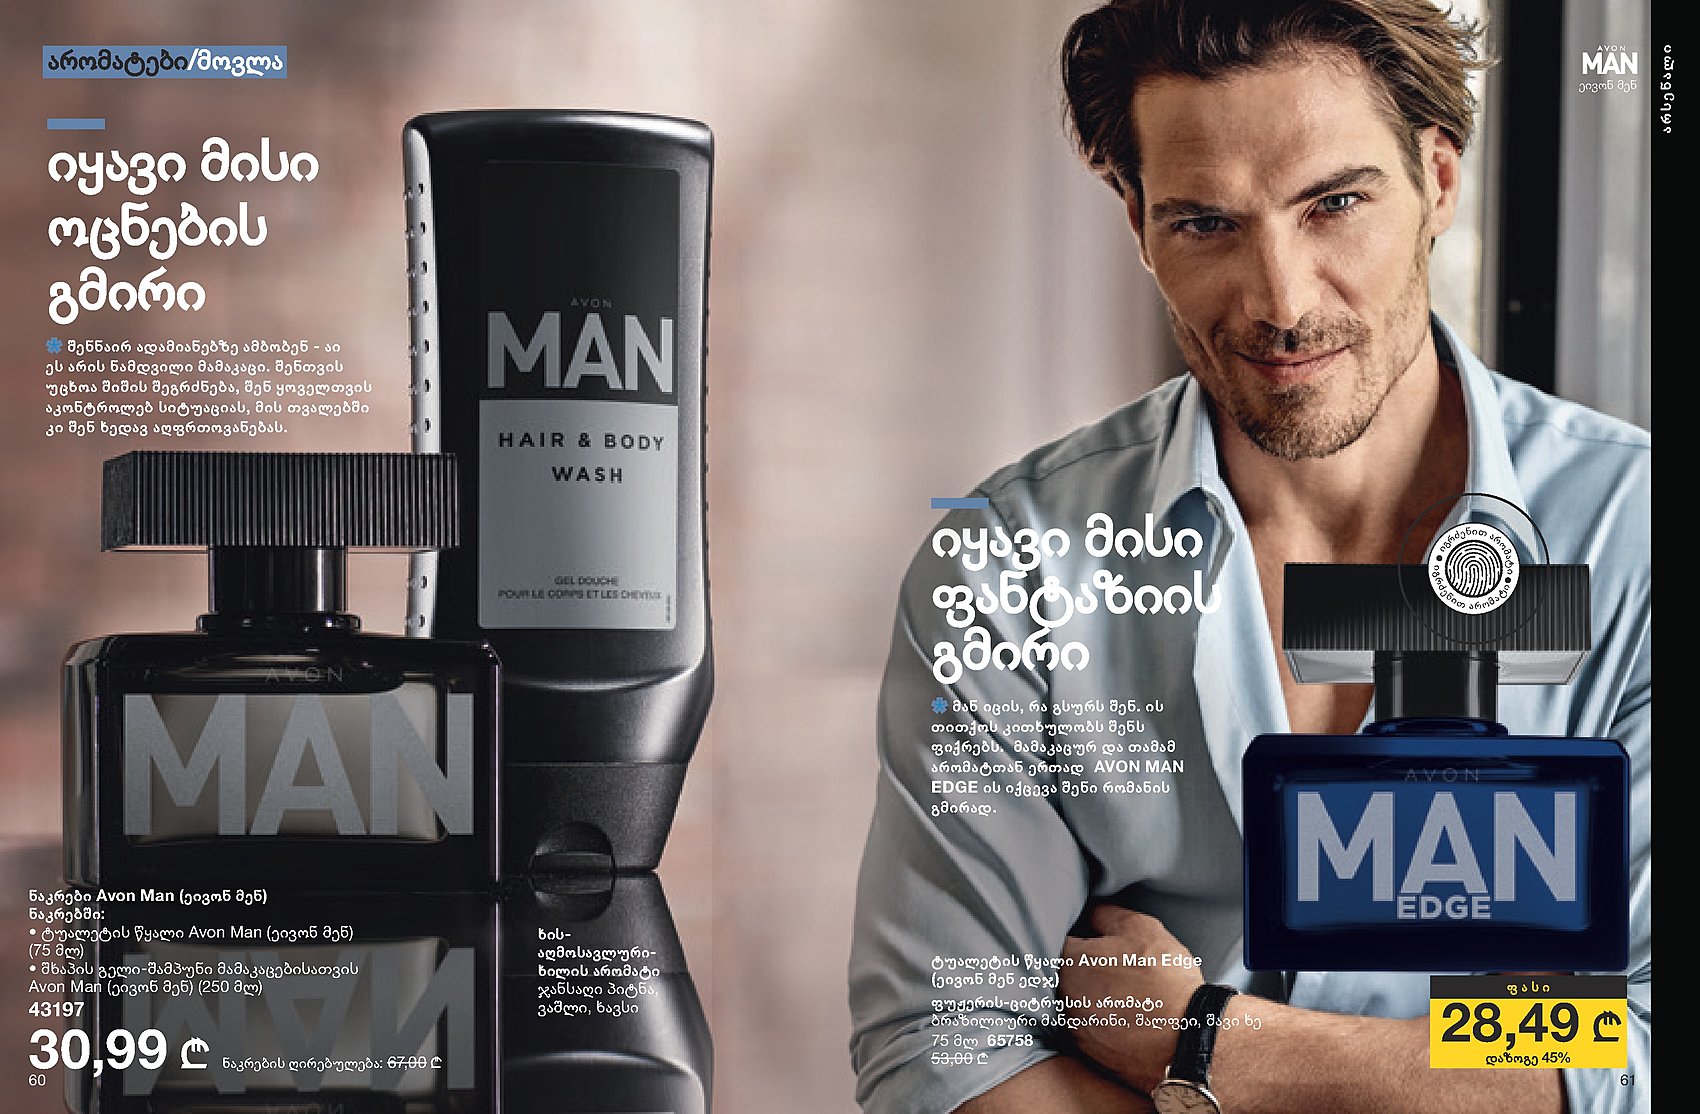 არომატები/მოვლა
იყავი მისი
ოცნების
გმირი
შენნაირ ადამიანებზე ამბობენ - აი
ეს არის ნამდვილი მამაკაცი. შენთვის
უცხოა შიშის შეგრძნება, შენ ყოველთვის
აკონტროლებ სიტუაციას, მის თვალებში
კი შენ ხედავ აღფრთოვანებას.
AVON
MAN
HAIR & BODY
WASH
GEL DOUCHE
POUR LE CORPS ET LES CHEVEUX
AVON
MAN
ნაკრები Avon Man (ეივონ მენ)
ნაკრებში:
• ტუალეტის წყალი Avon Man (ეივონ მენ)
(75 მლ)
• შხაპის გელი-შამპუნი მამაკაცებისათვის
Avon Man (ეივონ მენ) (250 მლ)
43197
30,99 ₾
ნაკრების ღირებულება: 67,00 ₾
60
ხის-
აღმოსავლური-
ხილის არომატი
ჯანსაღი პიტნა,
ვაშლი, ხავსი
AVON
MAN
ეივონ მენ
არსენალი
იყავი მისი
ფანტაზიის
გმირი
მან იცის, რა გსურს შენ. ის
თითქოს კითხულობს შენს
ფიქრებს. მამაკაცურ და თამამ
არომატთან ერთად AVON MAN
EDGE ის იქცევა შენი რომანის
გმირად.
იგრძენით არომატი
იგრძენით არომატი
AVON
MAN
EDGE
ტუალეტის წყალი Avon Man Edge
(ეივონ მენ ედჯ)
ფუჟერის-ციტრუსის არომატი
ბრაზილიური მანდარინი, შალფეი, შავი ხე
75 მლ 65758
53,00 ₾
ფასი
28,49 ₾
დაზოგე 45%
61